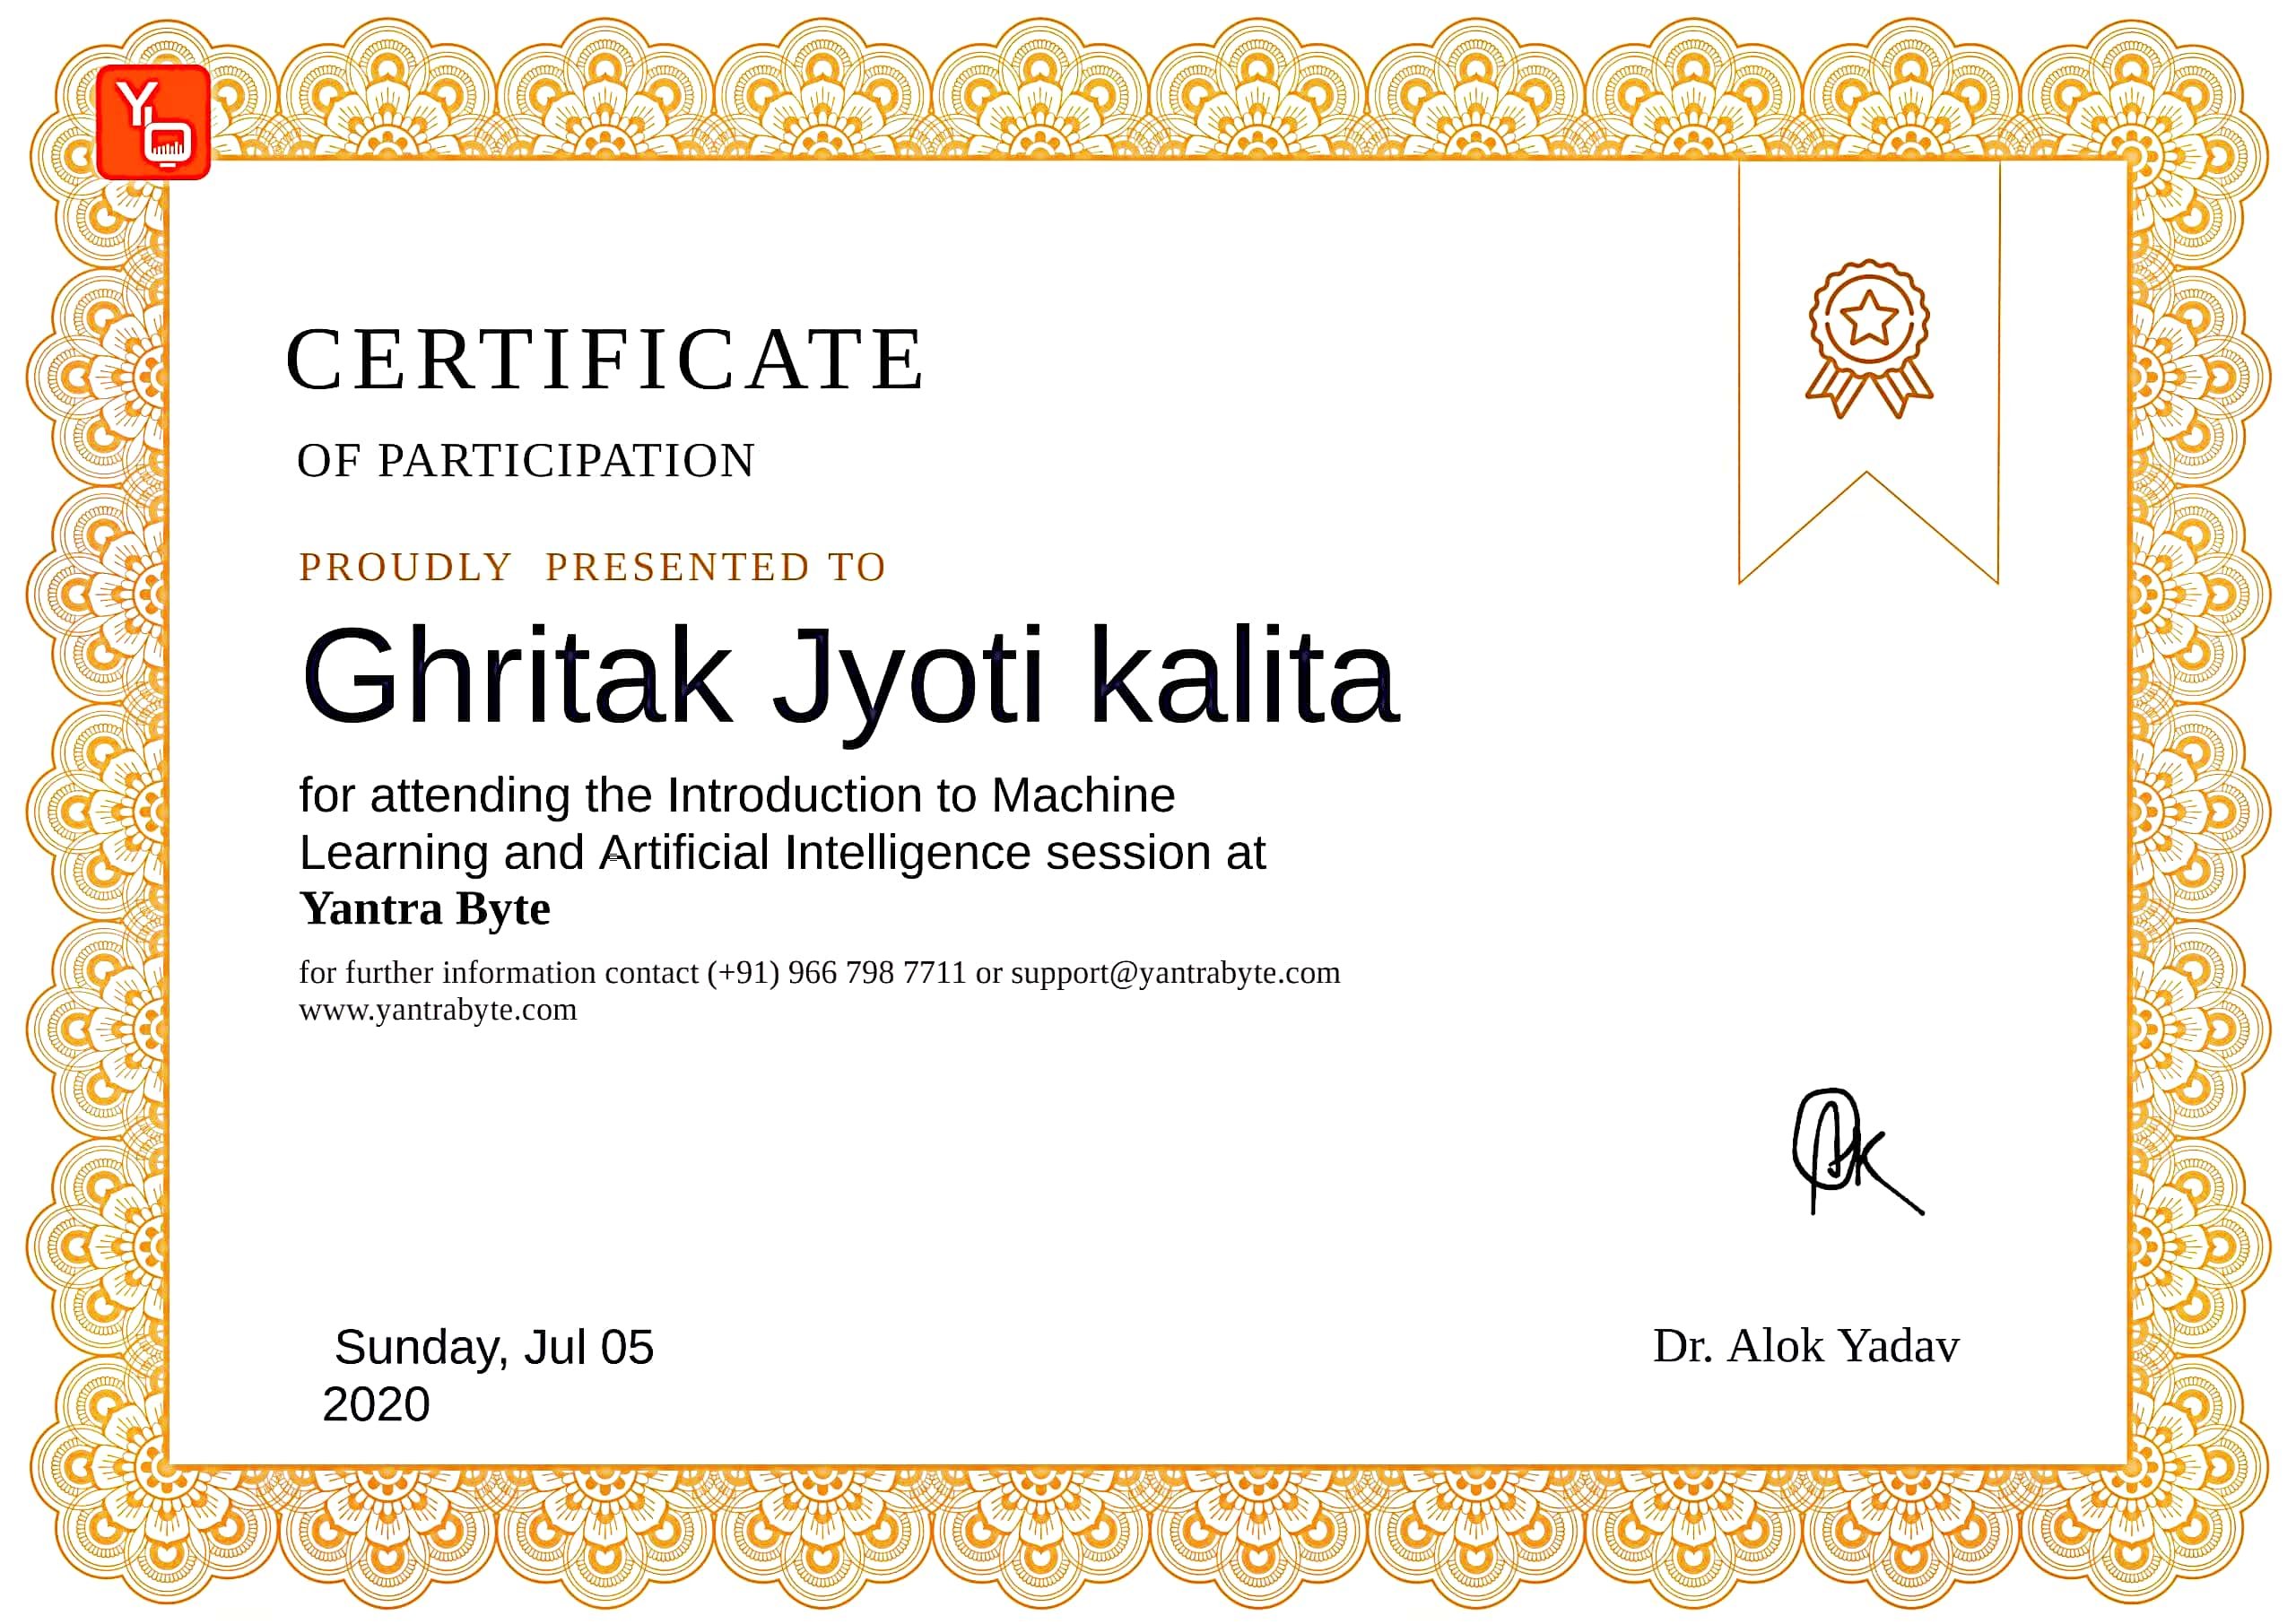 CERTIFICATE
OF PARTICIPATION
PROUDLY PRESENTED TO
Ghritak Jyoti kalita
for attending the Introduction to Machine
Learning and Artificial Intelligence session at
Yantra Byte
for further information contact (+91) 966 798 7711 or support@yantrabyte.com
www.yantrabyte.com
Sunday, Jul 05
2020
Dr. Alok Yadav